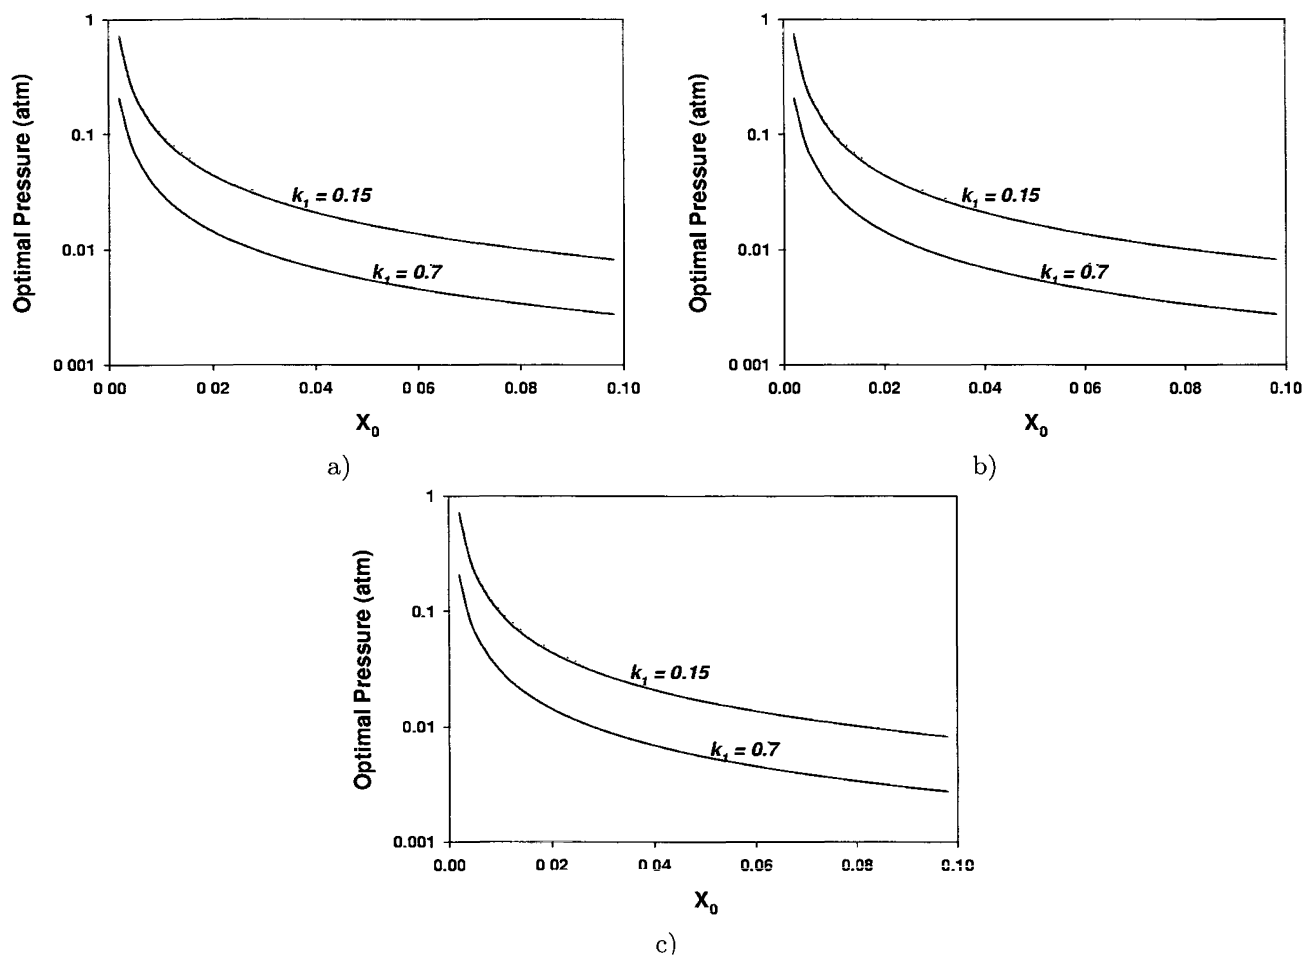 Optimal Pressure (atm)
1
0.1
0.01
0 001
k₁ = 0.15
k₁ = 0.7
0 00
0 02
0 04
0 06
0 08
0.10
X₀
a)
Optimal Pressure (atm)
1
0.1
0.01
0 001
k₁ = 0.15
k₁ = 0.7
0.00
0 02
0 04
0 06
0 08
0.10
X₀
b)
Optimal Pressure (atm)
1
0.1
0.01
0.001
k₁ = 0.15
k₁ = 0.7
0.00
0 02
0 04
0 06
0 08
0 10
X₀
c)